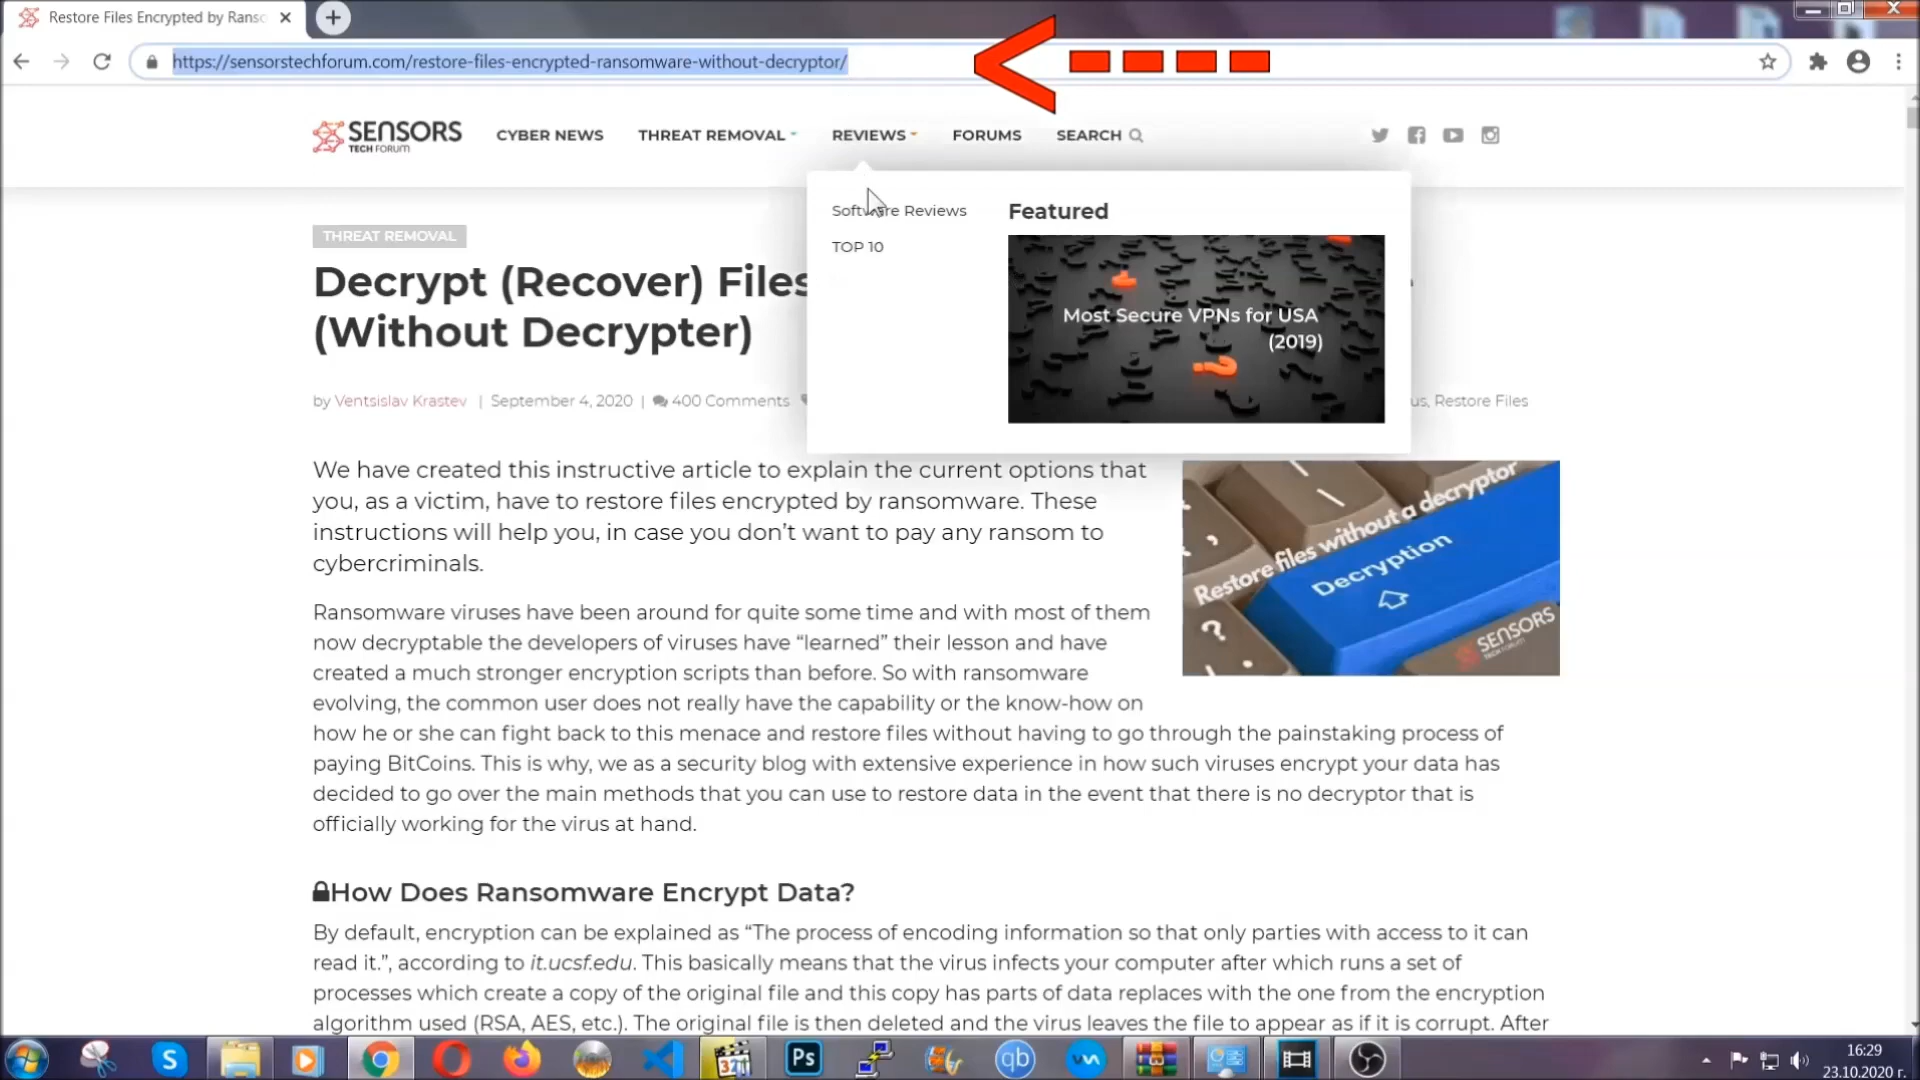 Restore Files Encrypted by Ranso
https://sensorstechforum.com/restore-files-encrypted-ransomware-without-decryptor/
SENSORS
TECH FORUM
CYBER NEWS THREAT REMOVAL REVIEWS FORUMS SEARCH
Software Reviews
TOP 10
Featured
Most Secure VPNs for USA
(2019)
THREAT REMOVAL
Decrypt (Recover) Files
(Without Decrypter)
by Ventsislav Krastev | September 4, 2020 | 400 Comments
us, Restore Files
We have created this instructive article to explain the current options that
you, as a victim, have to restore files encrypted by ransomware. These
instructions will help you, in case you don't want to pay any ransom to
cybercriminals.
Restore files without a decryptor
Decryption
SENSORS
TECH FORUM
Ransomware viruses have been around for quite some time and with most of them
now decryptable the developers of viruses have “learned” their lesson and have
created a much stronger encryption scripts than before. So with ransomware
evolving, the common user does not really have the capability or the know-how on
how he or she can fight back to this menace and restore files without having to go through the painstaking process of
paying BitCoins. This is why, we as a security blog with extensive experience in how such viruses encrypt your data has
decided to go over the main methods that you can use to restore data in the event that there is no decryptor that is
officially working for the virus at hand.
How Does Ransomware Encrypt Data?
By default, encryption can be explained as “The process of encoding information so that only parties with access to it can
read it.”, according to it.ucsf.edu. This basically means that the virus infects your computer after which runs a set of
processes which create a copy of the original file and this copy has parts of data replaces with the one from the encryption
algorithm used (RSA, AES, etc.). The original file is then deleted and the virus leaves the file to appear as if it is corrupt. After
S
321
Ps
qb
16:29
23.10.2020 г.